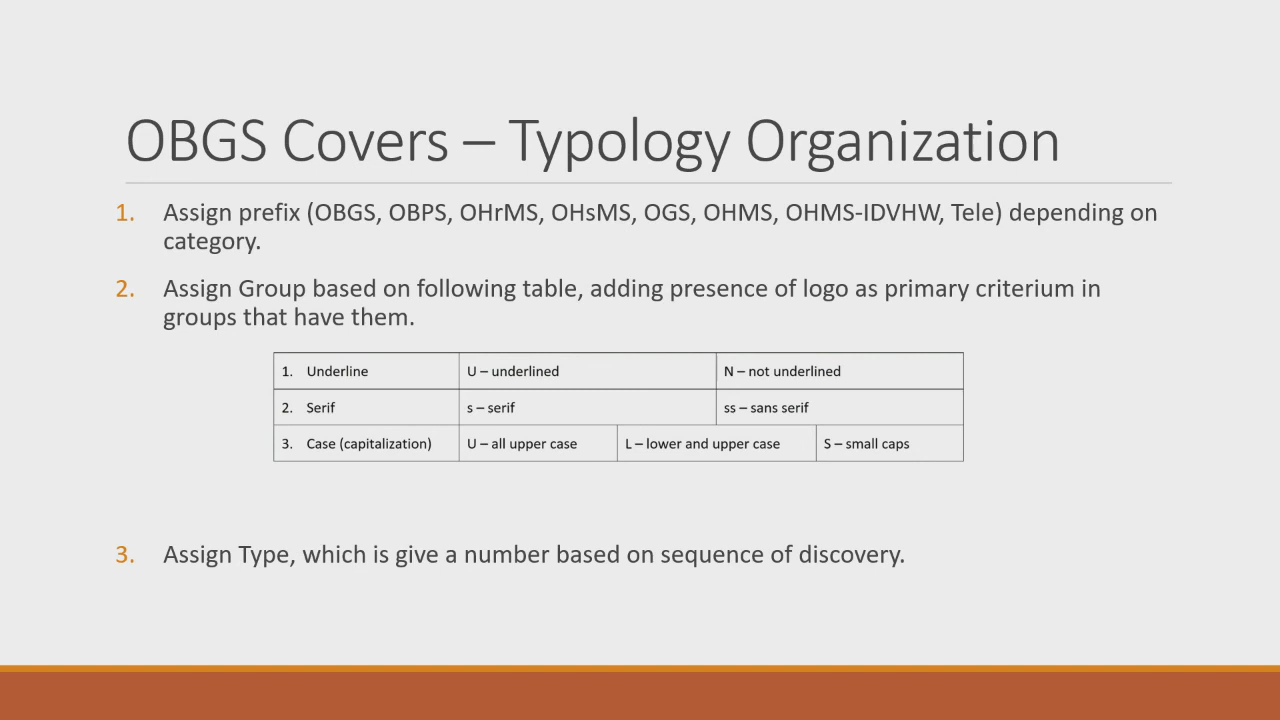 OBGS Covers – Typology Organization
1. Assign prefix (OBGS, OBPS, OHrMS, OHsMS, OGS, OHMS, OHMS-IDVHW, Tele) depending on
category.
2. Assign Group based on following table, adding presence of logo as primary criterium in
groups that have them.
1. Underline U – underlined N – not underlined
2. Serif s – serif ss – sans serif
3. Case (capitalization) U – all upper case L – lower and upper case S – small caps
3. Assign Type, which is give a number based on sequence of discovery.